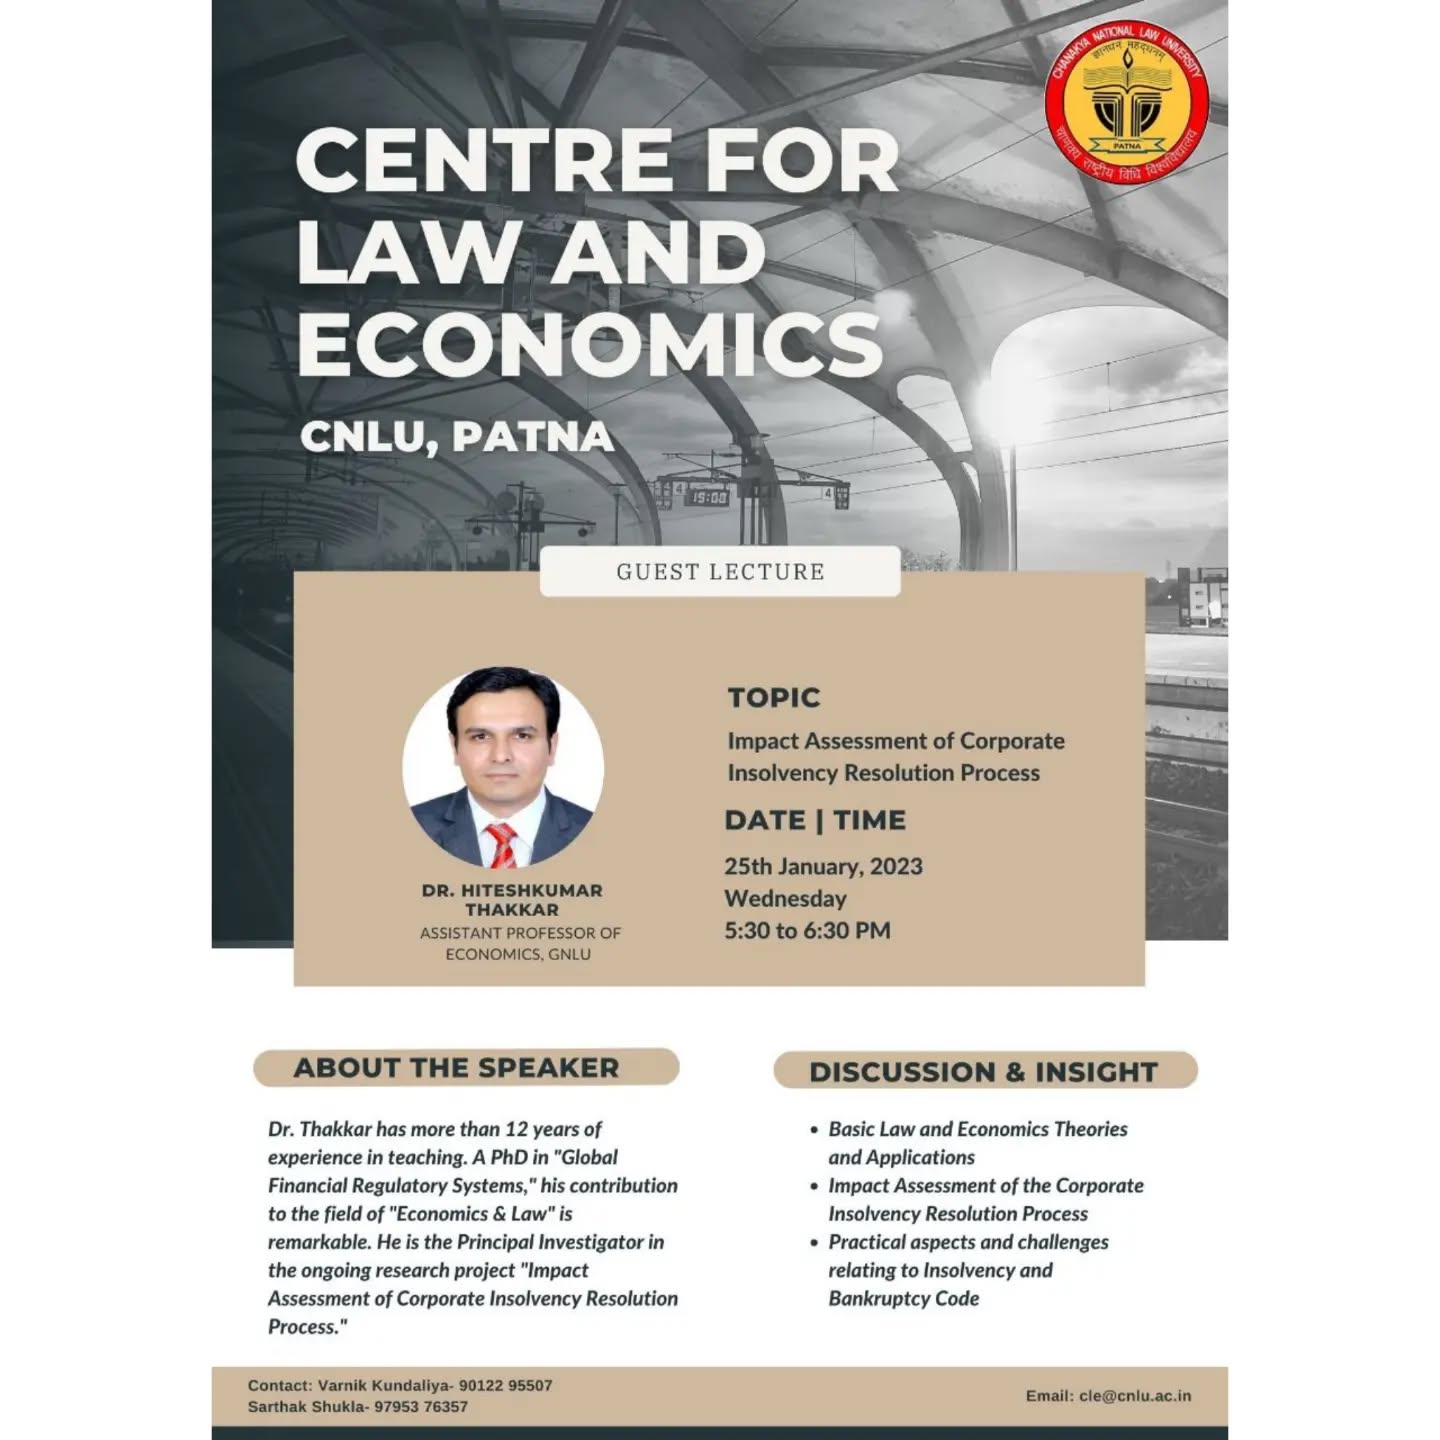 CHANAKYA NATIONAL LAW UNIVERSITY
PATNA
चाणक्य राष्ट्रीय विधि विश्वविद्यालय
CENTRE FOR
LAW AND
ECONOMICS
CNLU, PATNA
4
19:00
4
GUEST LECTURE
DR. HITESHKUMAR
THAKKAR
ASSISTANT PROFESSOR OF
ECONOMICS, GNLU
TOPIC
Impact Assessment of Corporate
Insolvency Resolution Process
DATE | TIME
25th January, 2023
Wednesday
5:30 to 6:30 PM
ABOUT THE SPEAKER
Dr. Thakkar has more than 12 years of
experience in teaching. A PhD in "Global
Financial Regulatory Systems," his contribution
to the field of "Economics & Law" is
remarkable. He is the Principal Investigator in
the ongoing research project "Impact
Assessment of Corporate Insolvency Resolution
Process."
DISCUSSION & INSIGHT
• Basic Law and Economics Theories
and Applications
• Impact Assessment of the Corporate
Insolvency Resolution Process
• Practical aspects and challenges
relating to Insolvency and
Bankruptcy Code
Contact: Varnik Kundaliya- 90122 95507
Sarthak Shukla- 97953 76357
Email: cle@cnlu.ac.in